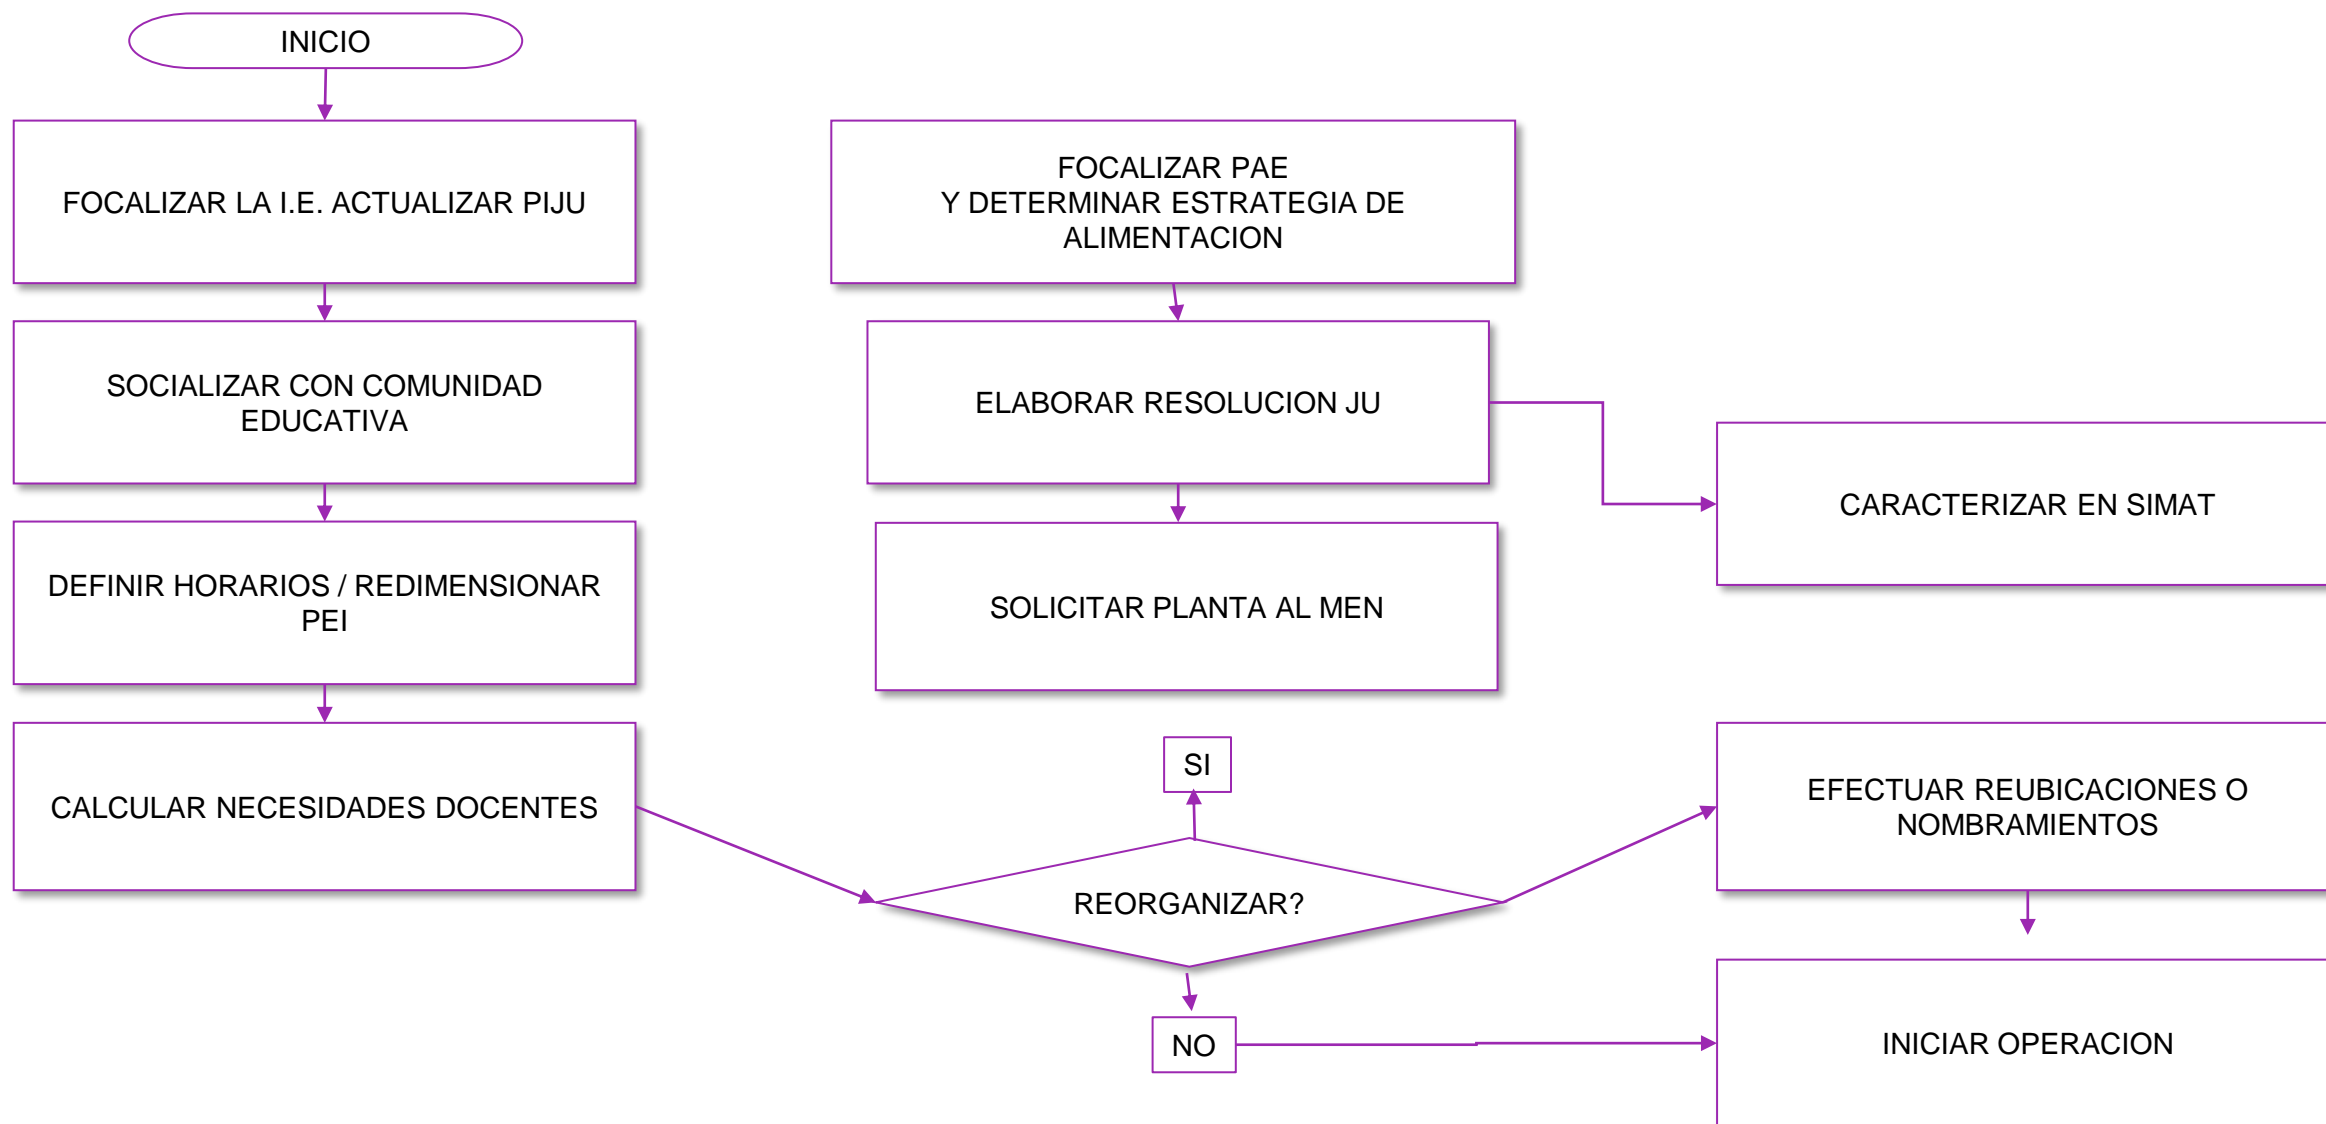 INICIO
FOCALIZAR LA I.E. ACTUALIZAR PIJU
SOCIALIZAR CON COMUNIDAD
EDUCATIVA
DEFINIR HORARIOS / REDIMENSIONAR
PEI
CALCULAR NECESIDADES DOCENTES
FOCALIZAR PAE
Y DETERMINAR ESTRATEGIA DE
ALIMENTACION
ELABORAR RESOLUCION JU
SOLICITAR PLANTA AL MEN
SI
REORGANIZAR?
NO
CARACTERIZAR EN SIMAT
EFECTUAR REUBICACIONES O
NOMBRAMIENTOS
INICIAR OPERACION